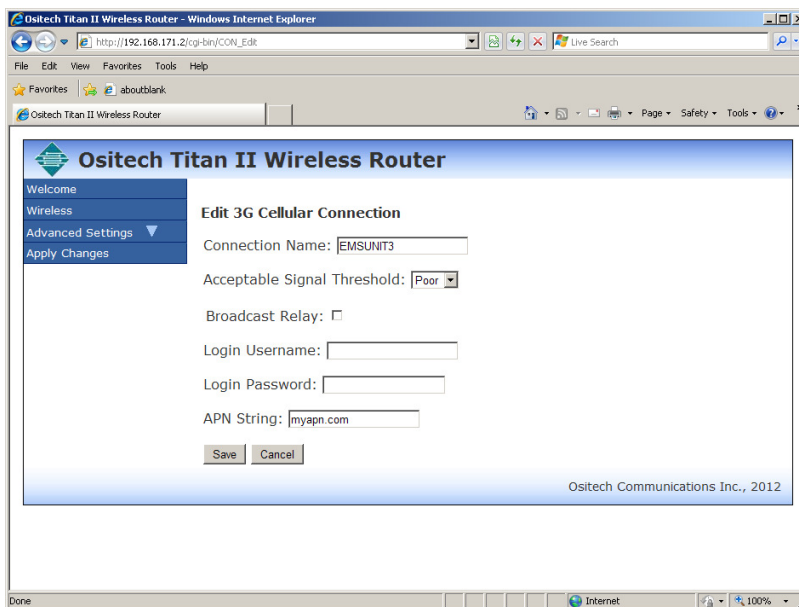 Ositech Titan II Wireless Router - Windows Internet Explorer
http://192.168.171.2/cgi-bin/CON_Edit
Live Search
File Edit View Favorites Tools Help
Favorites aboutblank
Ositech Titan II Wireless Router
Page Safety Tools
Ositech Titan II Wireless Router
Welcome
Wireless
Advanced Settings
Apply Changes
Edit 3G Cellular Connection
Connection Name: EMSUNIT3
Acceptable Signal Threshold: Poor
Broadcast Relay:
Login Username:
Login Password:
APN String: myapn.com
Save Cancel
Ositech Communications Inc., 2012
Done Internet 100%